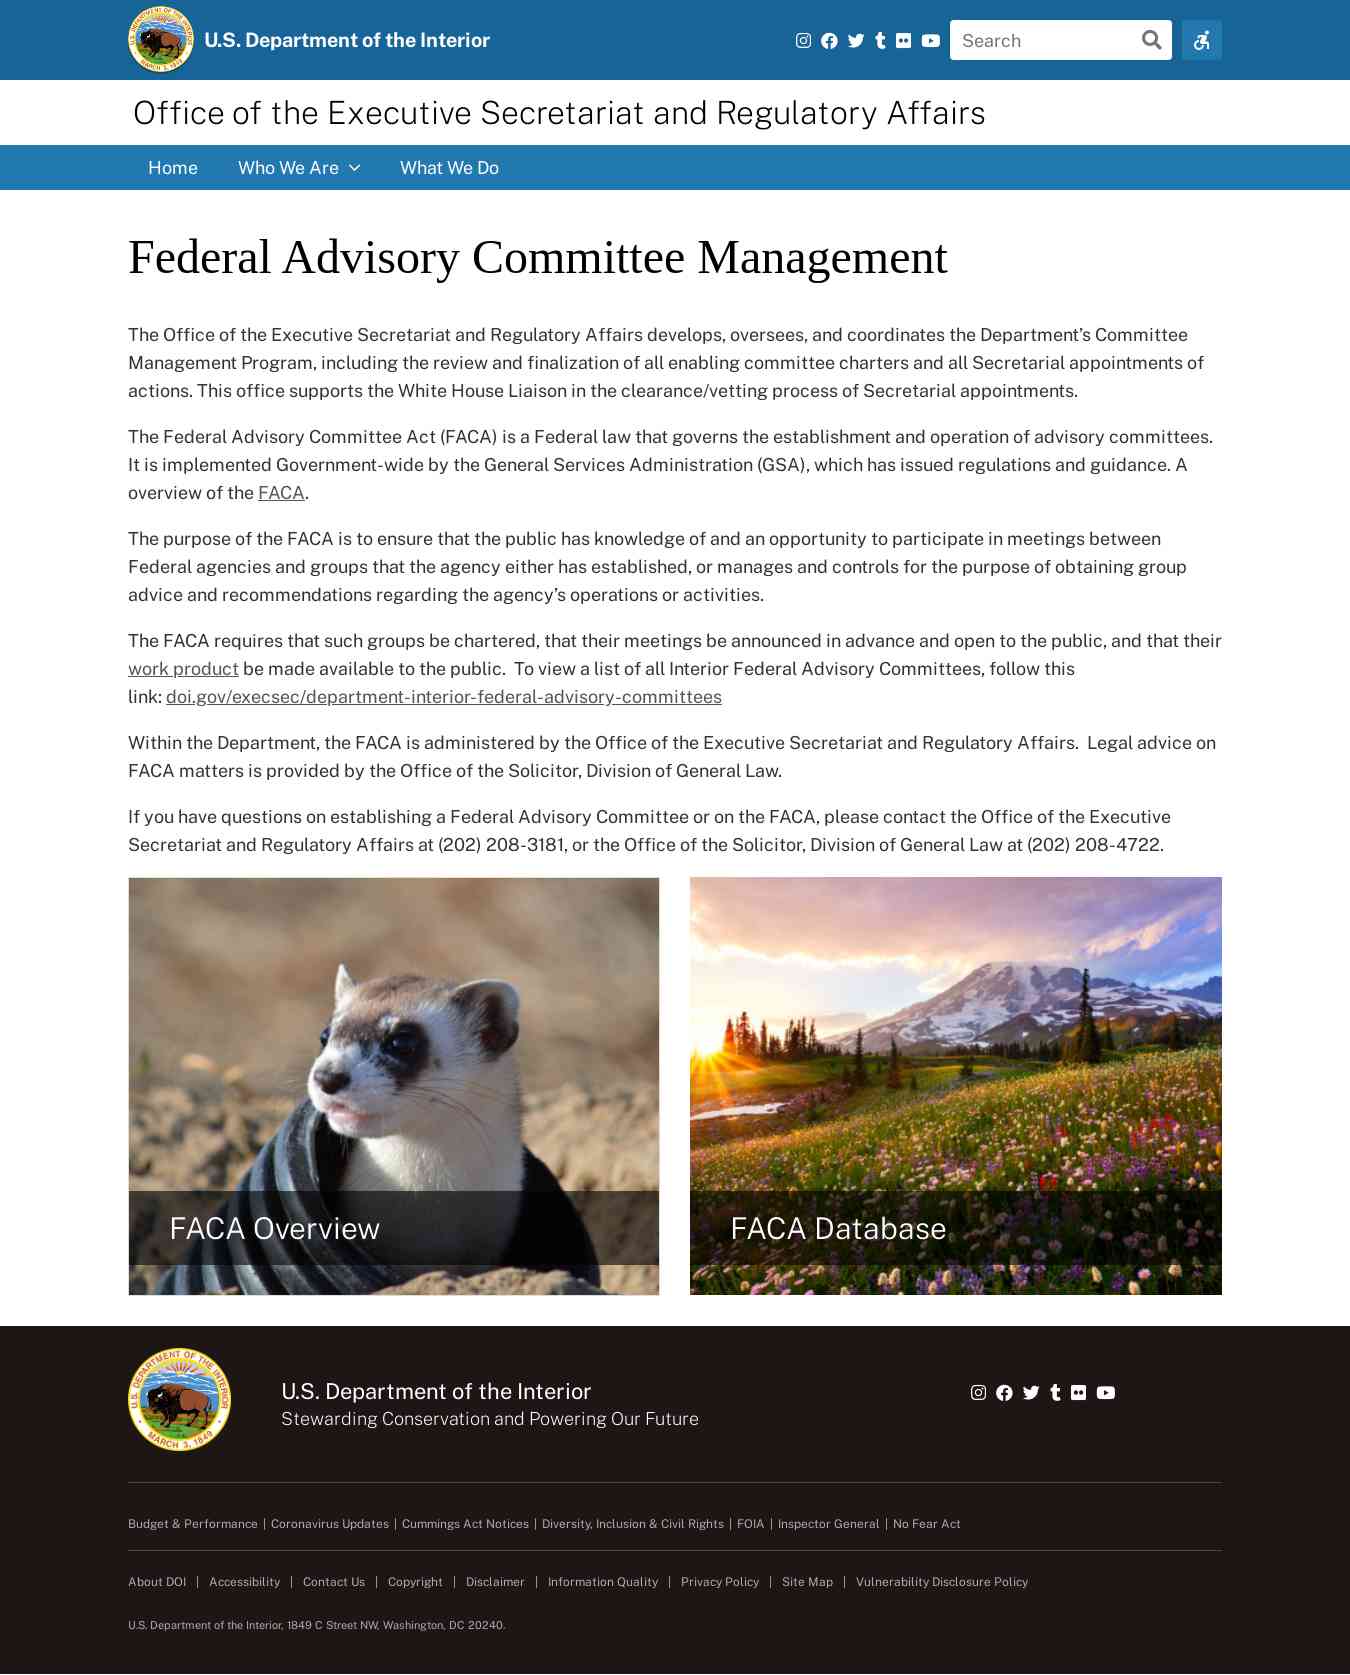 U.S. Department of the Interior
Search
Office of the Executive Secretariat and Regulatory Affairs
Home Who We Are What We Do
Federal Advisory Committee Management
The Office of the Executive Secretariat and Regulatory Affairs develops, oversees, and coordinates the Department’s Committee
Management Program, including the review and finalization of all enabling committee charters and all Secretarial appointments of
actions. This office supports the White House Liaison in the clearance/vetting process of Secretarial appointments.
The Federal Advisory Committee Act (FACA) is a Federal law that governs the establishment and operation of advisory committees.
It is implemented Government-wide by the General Services Administration (GSA), which has issued regulations and guidance. A
overview of the FACA.
The purpose of the FACA is to ensure that the public has knowledge of and an opportunity to participate in meetings between
Federal agencies and groups that the agency either has established, or manages and controls for the purpose of obtaining group
advice and recommendations regarding the agency’s operations or activities.
The FACA requires that such groups be chartered, that their meetings be announced in advance and open to the public, and that their
work product be made available to the public.  To view a list of all Interior Federal Advisory Committees, follow this
link: doi.gov/execsec/department-interior-federal-advisory-committees
Within the Department, the FACA is administered by the Office of the Executive Secretariat and Regulatory Affairs.  Legal advice on
FACA matters is provided by the Office of the Solicitor, Division of General Law.
If you have questions on establishing a Federal Advisory Committee or on the FACA, please contact the Office of the Executive
Secretariat and Regulatory Affairs at (202) 208-3181, or the Office of the Solicitor, Division of General Law at (202) 208-4722.
FACA Overview
FACA Database
U.S. DEPARTMENT OF THE INTERIOR
MARCH 3, 1849
U.S. Department of the Interior
Stewarding Conservation and Powering Our Future
Budget & Performance | Coronavirus Updates | Cummings Act Notices | Diversity, Inclusion & Civil Rights | FOIA | Inspector General | No Fear Act
About DOI | Accessibility | Contact Us | Copyright | Disclaimer | Information Quality | Privacy Policy | Site Map | Vulnerability Disclosure Policy
U.S. Department of the Interior, 1849 C Street NW, Washington, DC 20240.